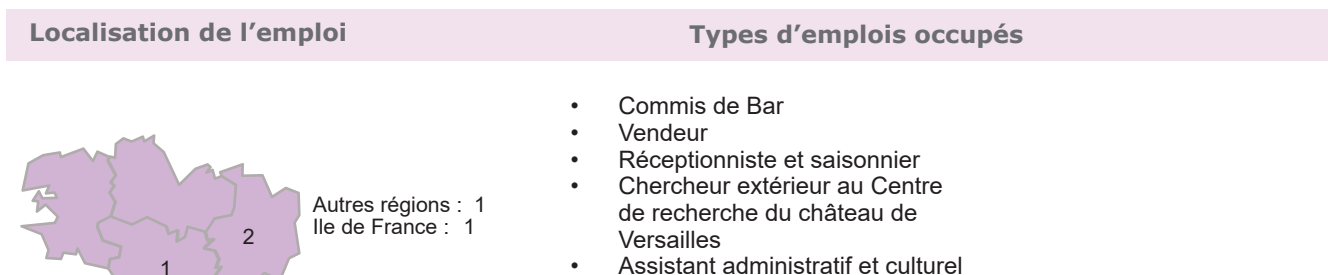 Localisation de l’emploi
Types d’emplois occupés
Autres régions : 1
Ile de France : 1
2
1
• Commis de Bar
• Vendeur
• Réceptionniste et saisonnier
• Chercheur extérieur au Centre
de recherche du château de
Versailles
• Assistant administratif et culturel